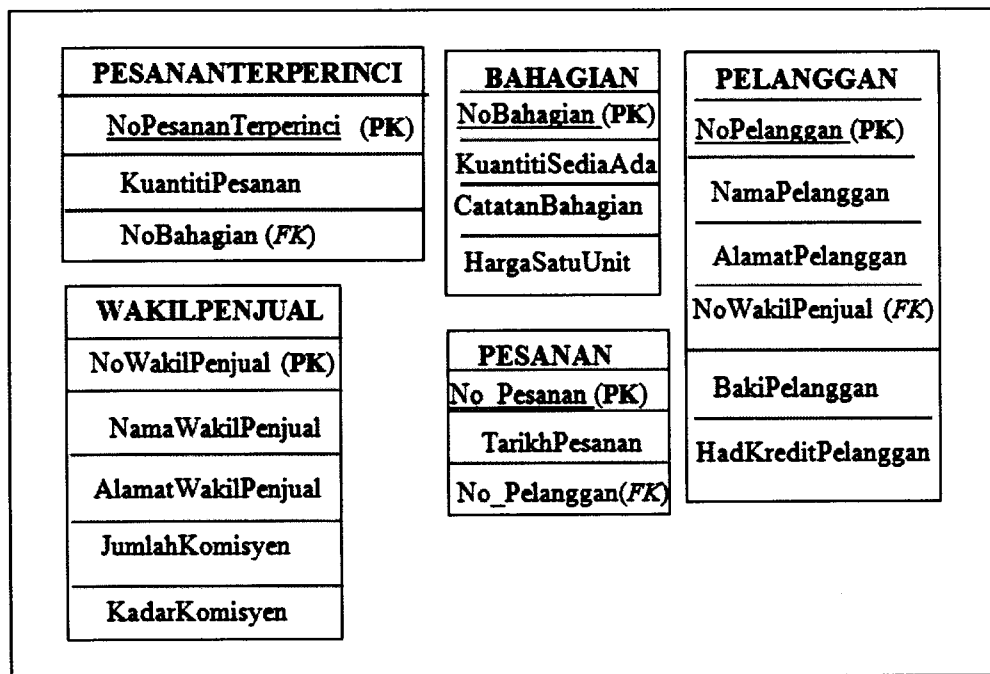 PESANANTERPERINCI
NoPesananTerperinci (PK)
KuantitiPesanan
NoBahagian (FK)
BAHAGIAN
NoBahagian (PK)
KuantitiSediaAda
CatatanBahagian
HargaSatuUnit
PELANGGAN
NoPelanggan (PK)
NamaPelanggan
AlamatPelanggan
NoWakilPenjual (FK)
BakiPelanggan
HadKreditPelanggan
WAKILPENJUAL
NoWakilPenjual (PK)
NamaWakilPenjual
AlamatWakilPenjual
JumlahKomisyen
KadarKomisyen
PESANAN
No_Pesanan (PK)
TarikhPesanan
No_Pelanggan(FK)